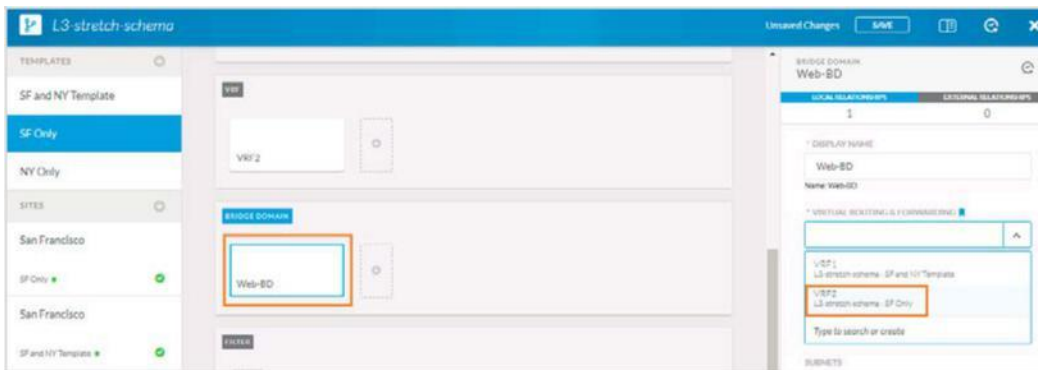 L3-stretch-schema
Unsaved Changes
SAVE
TEMPLATES
SF and NY Template
SF Only
NY Only
SITES
San Francisco
SF Only
San Francisco
SF and NY Template
VRF
VRF2
BRIDGE DOMAIN
Web-BD
FILTER
BRIDGE DOMAIN
Web-BD
LOCAL RELATIONSHIPS
EXTERNAL RELATIONSHIPS
1
0
* DISPLAY NAME
Web-BD
Name: Web-BD
* VIRTUAL ROUTING & FORWARDING
VRF1
L3-stretch-schema - SF and NY Template
VRF2
L3-stretch-schema - SF Only
Type to search or create
SUBNETS